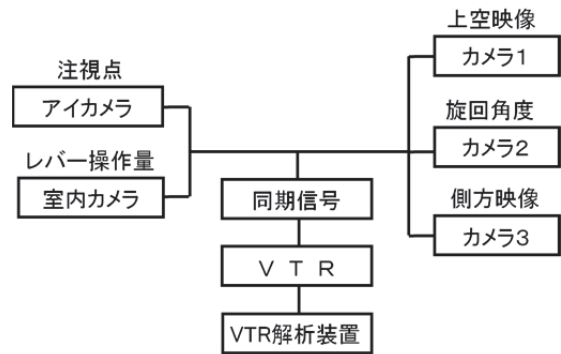 上空映像
カメラ1
注視点
アイカメラ
旋回角度
カメラ2
レバー操作量
室内カメラ
同期信号
側方映像
カメラ3
V T R
VTR解析装置